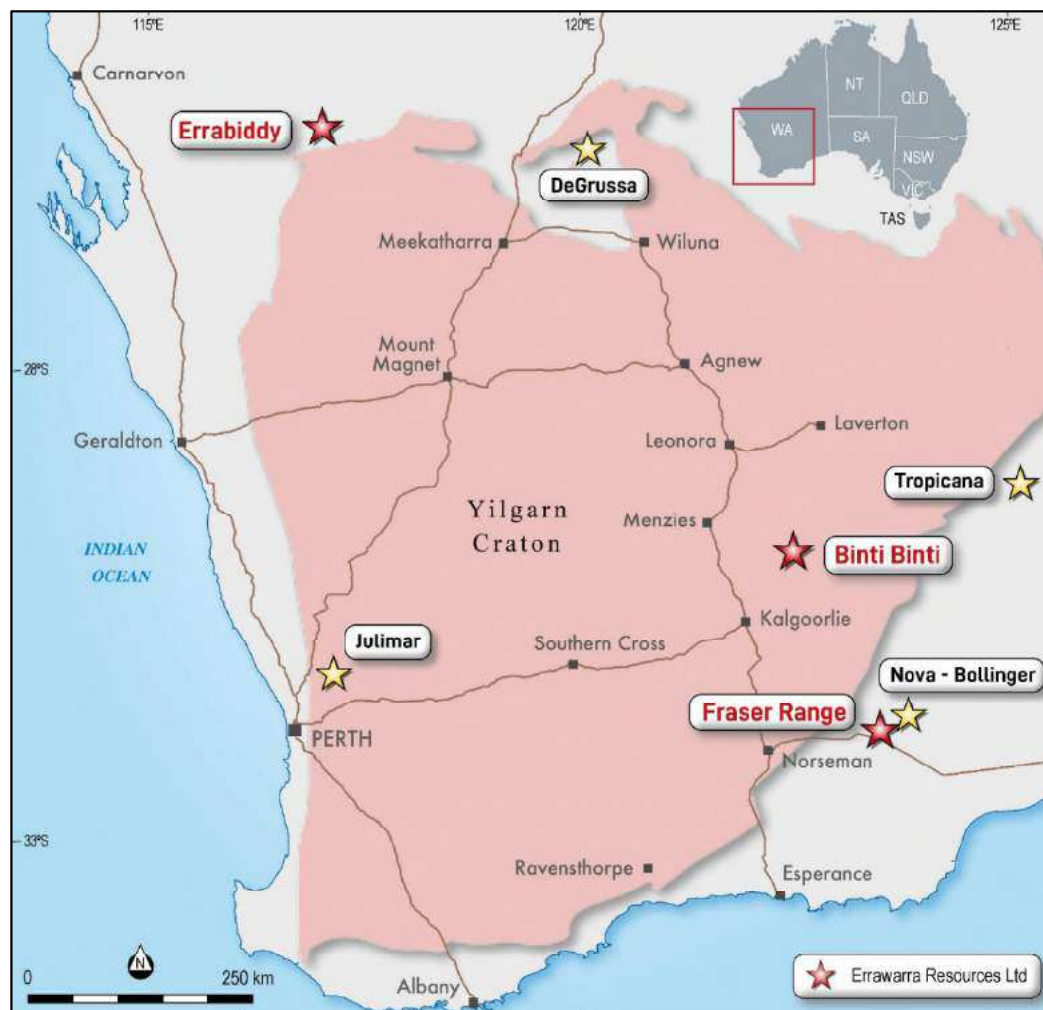 115°E
120°E
125°E
Carnarvon
Errabiddy
DeGrussa
NT
QLD
WA
SA
NSW
VIC
TAS
Meekatharra
Wiluna
Mount
Magnet
Agnew
28°S
Geraldton
Leonora
Laverton
Tropicana
Yilgarn
Craton
Menzies
Binti Binti
INDIAN
OCEAN
Kalgoorlie
Julimar
Southern Cross
Nova - Bollinger
Fraser Range
PERTH
Norseman
33°S
Ravensthorpe
Esperance
N
0
250 km
Albany
Errawarra Resources Ltd